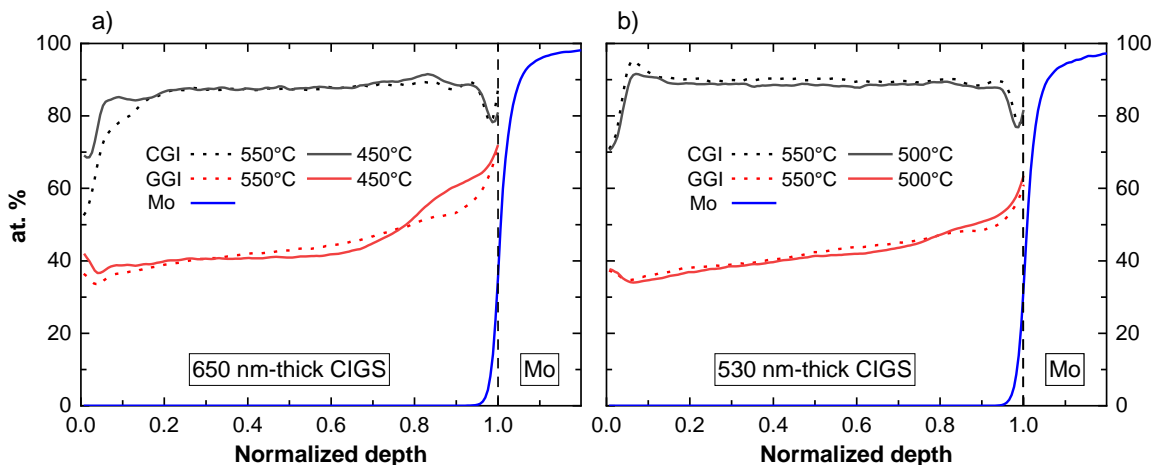 a)
b)
100
80
60
40
20
0
at. %
CGI 550°C 450°C
GGI 550°C 450°C
Mo
650 nm-thick CIGS
Mo
0.0 0.2 0.4 0.6 0.8 1.0
Normalized depth
CGI 550°C 500°C
GGI 550°C 500°C
Mo
530 nm-thick CIGS
Mo
0.0 0.2 0.4 0.6 0.8 1.0
Normalized depth
100
80
60
40
20
0